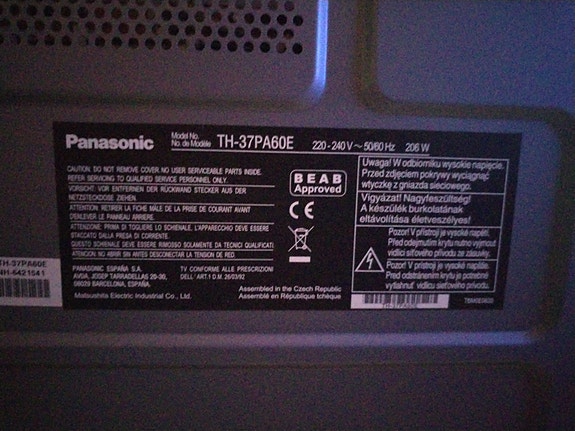 Panasonic
Model No.
No. de Modèle
TH-37PA60E
220 - 240 V ~ 50/60 Hz 206 W
CAUTION: DO NOT REMOVE COVER. NO USER SERVICEABLE PARTS INSIDE.
REFER SERVICING TO QUALIFIED SERVICE PERSONNEL.
VORSICHT: VOR ENTFERNEN DER RÜCKWAND STECKER AUS DER
NETZSTECKDOSE ZIEHEN.
ATTENTION: RETIRER LA FICHE MALE DE LA PRISE DE COURANT AVANT
D'ENLEVER LE PANNEAU ARRIERE.
ATTENZIONE: PRIMA DI TOGLIERE LO SCHIENALE, L'APPARECCHIO DEVE ESSERE
STACCATO DALLA PRESA DI CORRENTE.
QUESTO SCHIENALE DEVE ESSERE RIMOSSO SOLAMENTE DA TECNICI QUALIFICATI
ATENCION NO ABRIR SIN ANTES DESCONECTAR LA TENSION DE RED.
PANASONIC ESPAÑA S.A.
AVDA. JOSEP TARRADELLAS 20-30,
08029 BARCELONA, ESPAÑA.
TV CONFORME ALLE PRESCRIZIONI
DELL'ART.1 D.M. 26/03/92
Matsushita Electric Industrial Co., Ltd.
Assembled in the Czech Republic
Assemblé en République tchèque
BEAB
Approved
CE
Uwaga! W odbiorniku wysokie napięcie.
Przed zdjęciem pokrywy wyciągnąć
wtyczkę z gniazda sieciowego.
Vigyázat! Nagyfeszültség!
A készülék burkolatának
eltávolítása életveszélyes!
Pozor! V přístroji je vysoké napětí.
Před odejmutím krytu nutno vyjmout
vidlici síťového přívodu ze zásuvky.
Pozor! V prístroji je vysoké napätie.
Pred odstránením krytu je potrebné
vytiahnuť vidlicu sieťového prívodu.
TH-37PA60E
TH-37PA60E